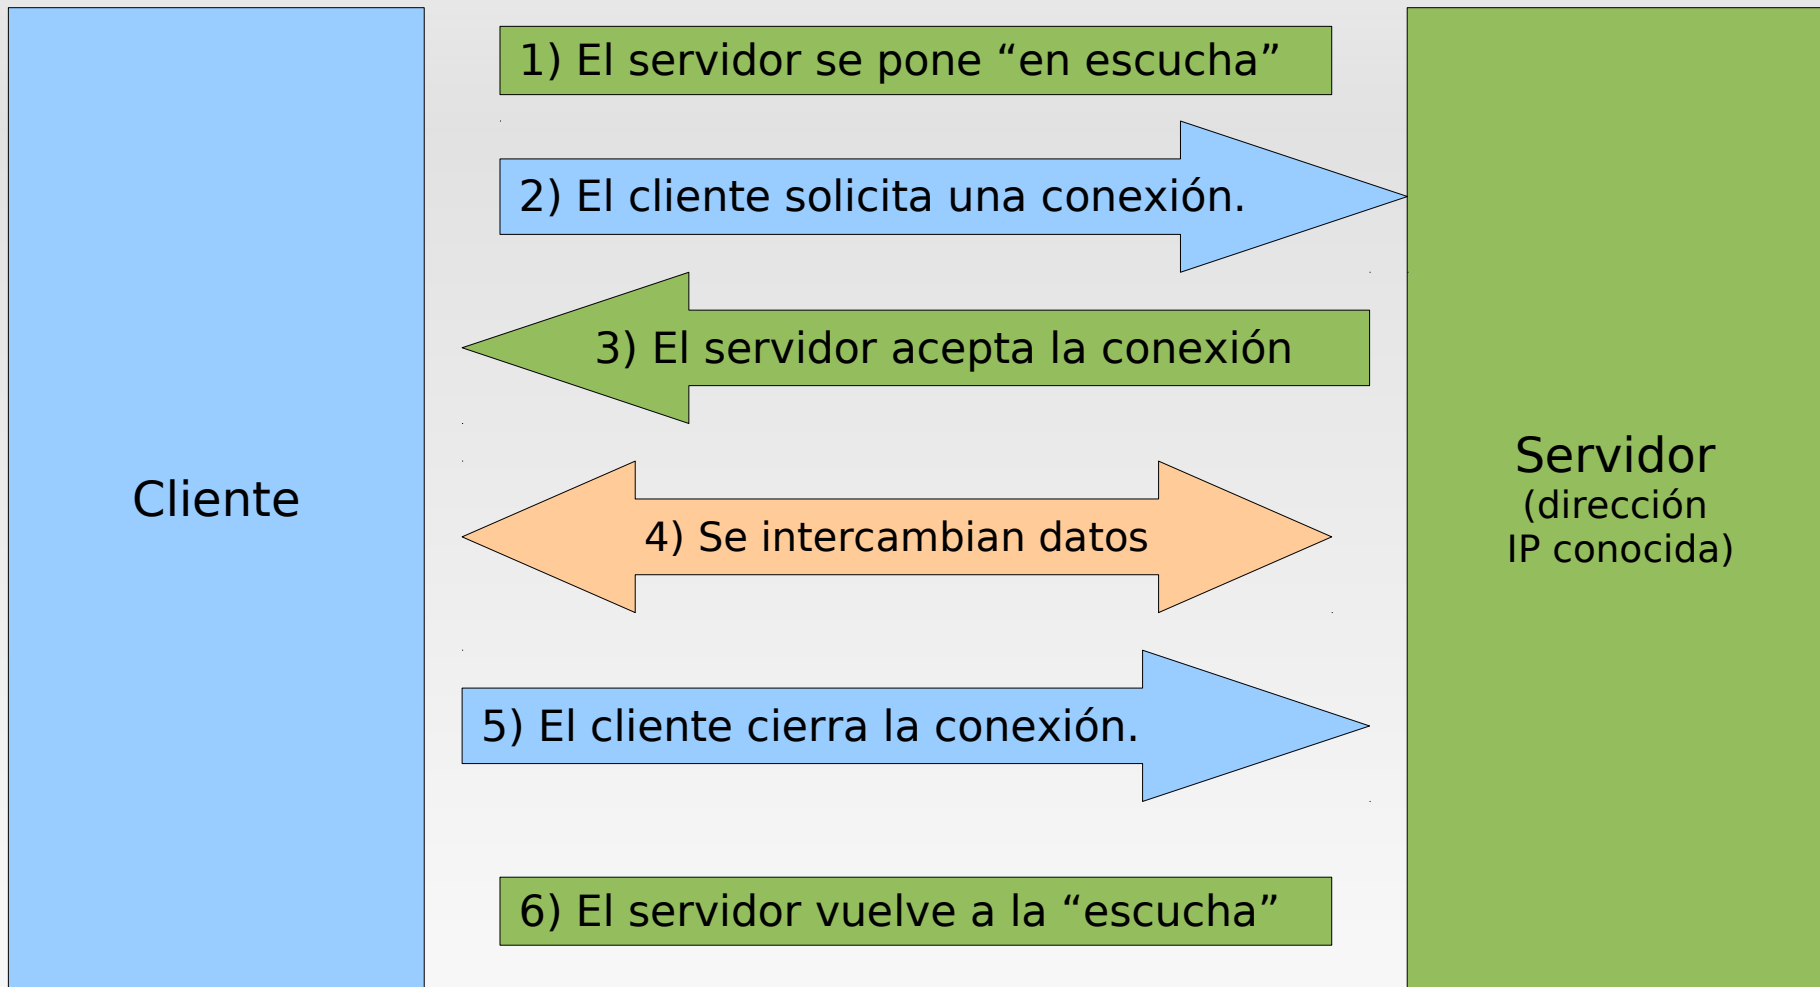 1) El servidor se pone “en escucha”
2) El cliente solicita una conexión.
3) El servidor acepta la conexión
Cliente
4) Se intercambian datos
Servidor
(dirección
IP conocida)
5) El cliente cierra la conexión.
6) El servidor vuelve a la “escucha”